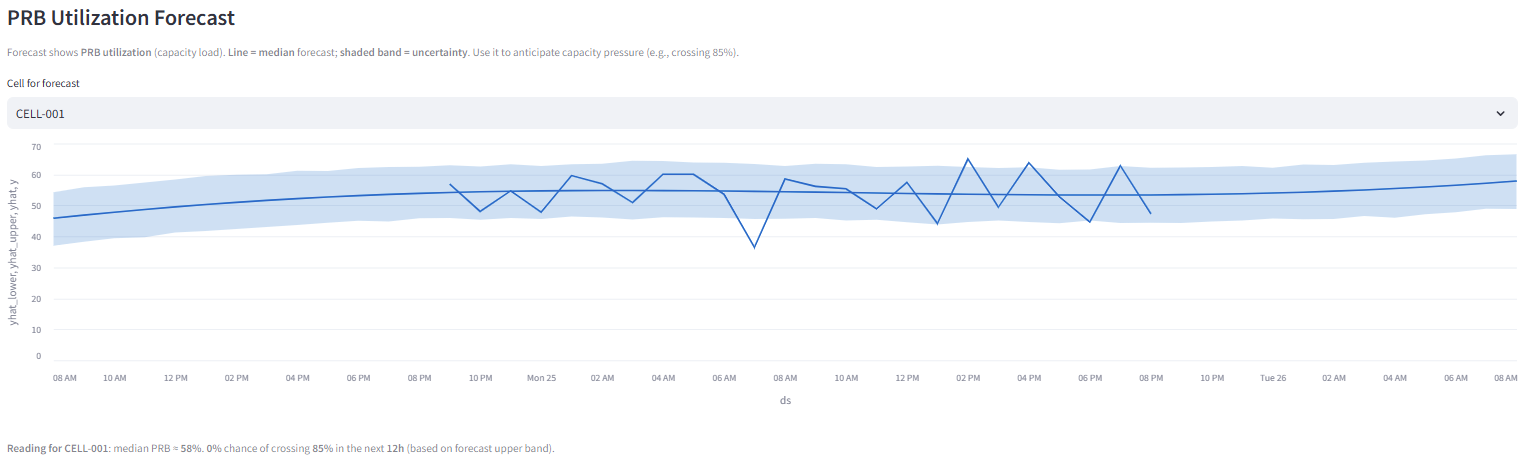 PRB Utilization Forecast
Forecast shows PRB utilization (capacity load). Line = median forecast; shaded band = uncertainty. Use it to anticipate capacity pressure (e.g., crossing 85%).
Cell for forecast
CELL-001
yhat_lower, yhat_upper, yhat, y
70
60
50
40
30
20
10
0
08 AM 10 AM 12 PM 02 PM 04 PM 06 PM 08 PM 10 PM Mon 25 02 AM 04 AM 06 AM 08 AM 10 AM 12 PM 02 PM 04 PM 06 PM 08 PM 10 PM Tue 26 02 AM 04 AM 06 AM 08 AM
ds
Reading for CELL-001: median PRB ≈ 58%. 0% chance of crossing 85% in the next 12h (based on forecast upper band).